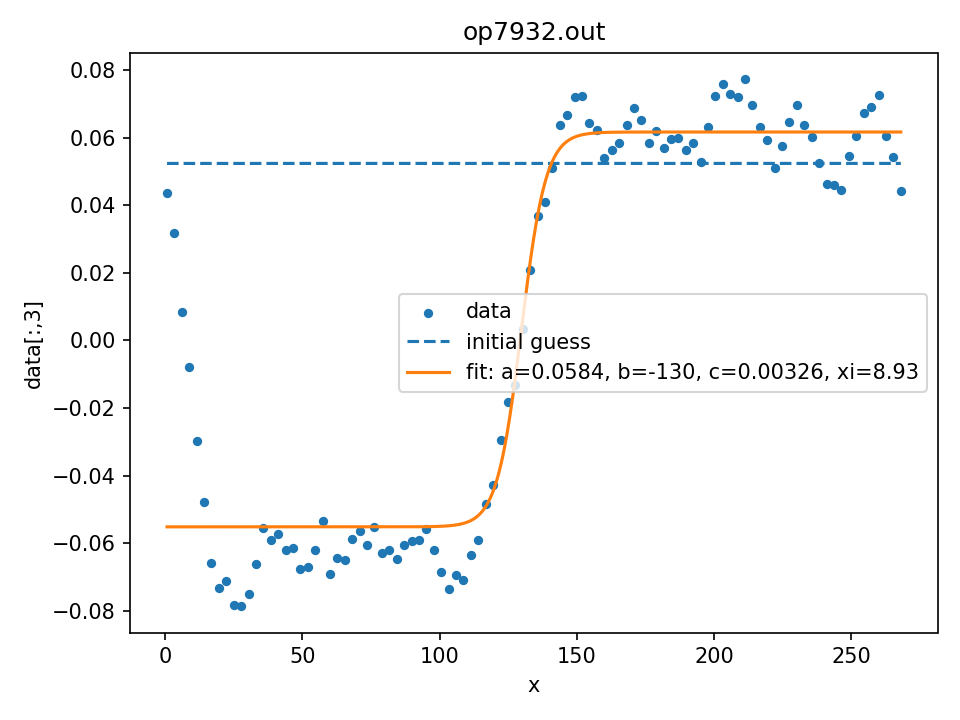 op7932.out
0.08
0.06
0.04
0.02
0.00
−0.02
−0.04
−0.06
−0.08
data[:,3]
data
initial guess
fit: a=0.0584, b=-130, c=0.00326, xi=8.93
0 50 100 150 200 250
x